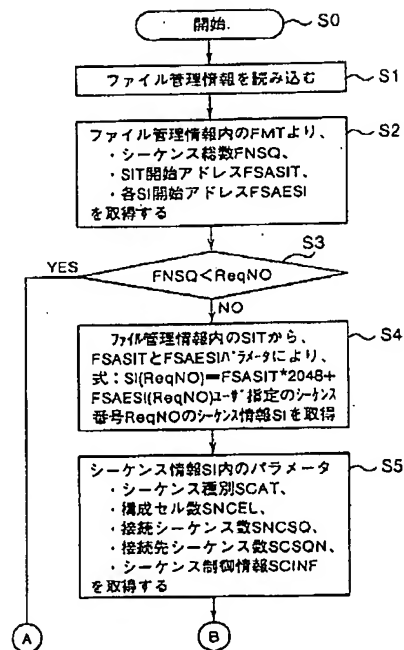 開始.
S0
ファイル管理情報を読み込む
S1
ファイル管理情報内のFMTより、
・シーケンス総数FNSQ、
・SIT開始アドレスFSASIT、
・各SI開始アドレスFSAESI
を取得する
S2
S3
YES
FNSQ<ReqNO
NO
ファイル管理情報内のSITから、
FSASITとFSAESIパラメータにより、
式：SI(ReqNO)=FSASIT*2048+
FSAESI(ReqNO)ユーザ指定のシーケンス
番号ReqNOのシーケンス情報SIを取得
S4
シーケンス情報SI内のパラメータ
・シーケンス種別SCAT、
・構成セル数SNCEL、
・接続シーケンス数SNCSQ、
・接続先シーケンス数SCSQN、
・シーケンス制御情報SCINF
を取得する
S5
A
B